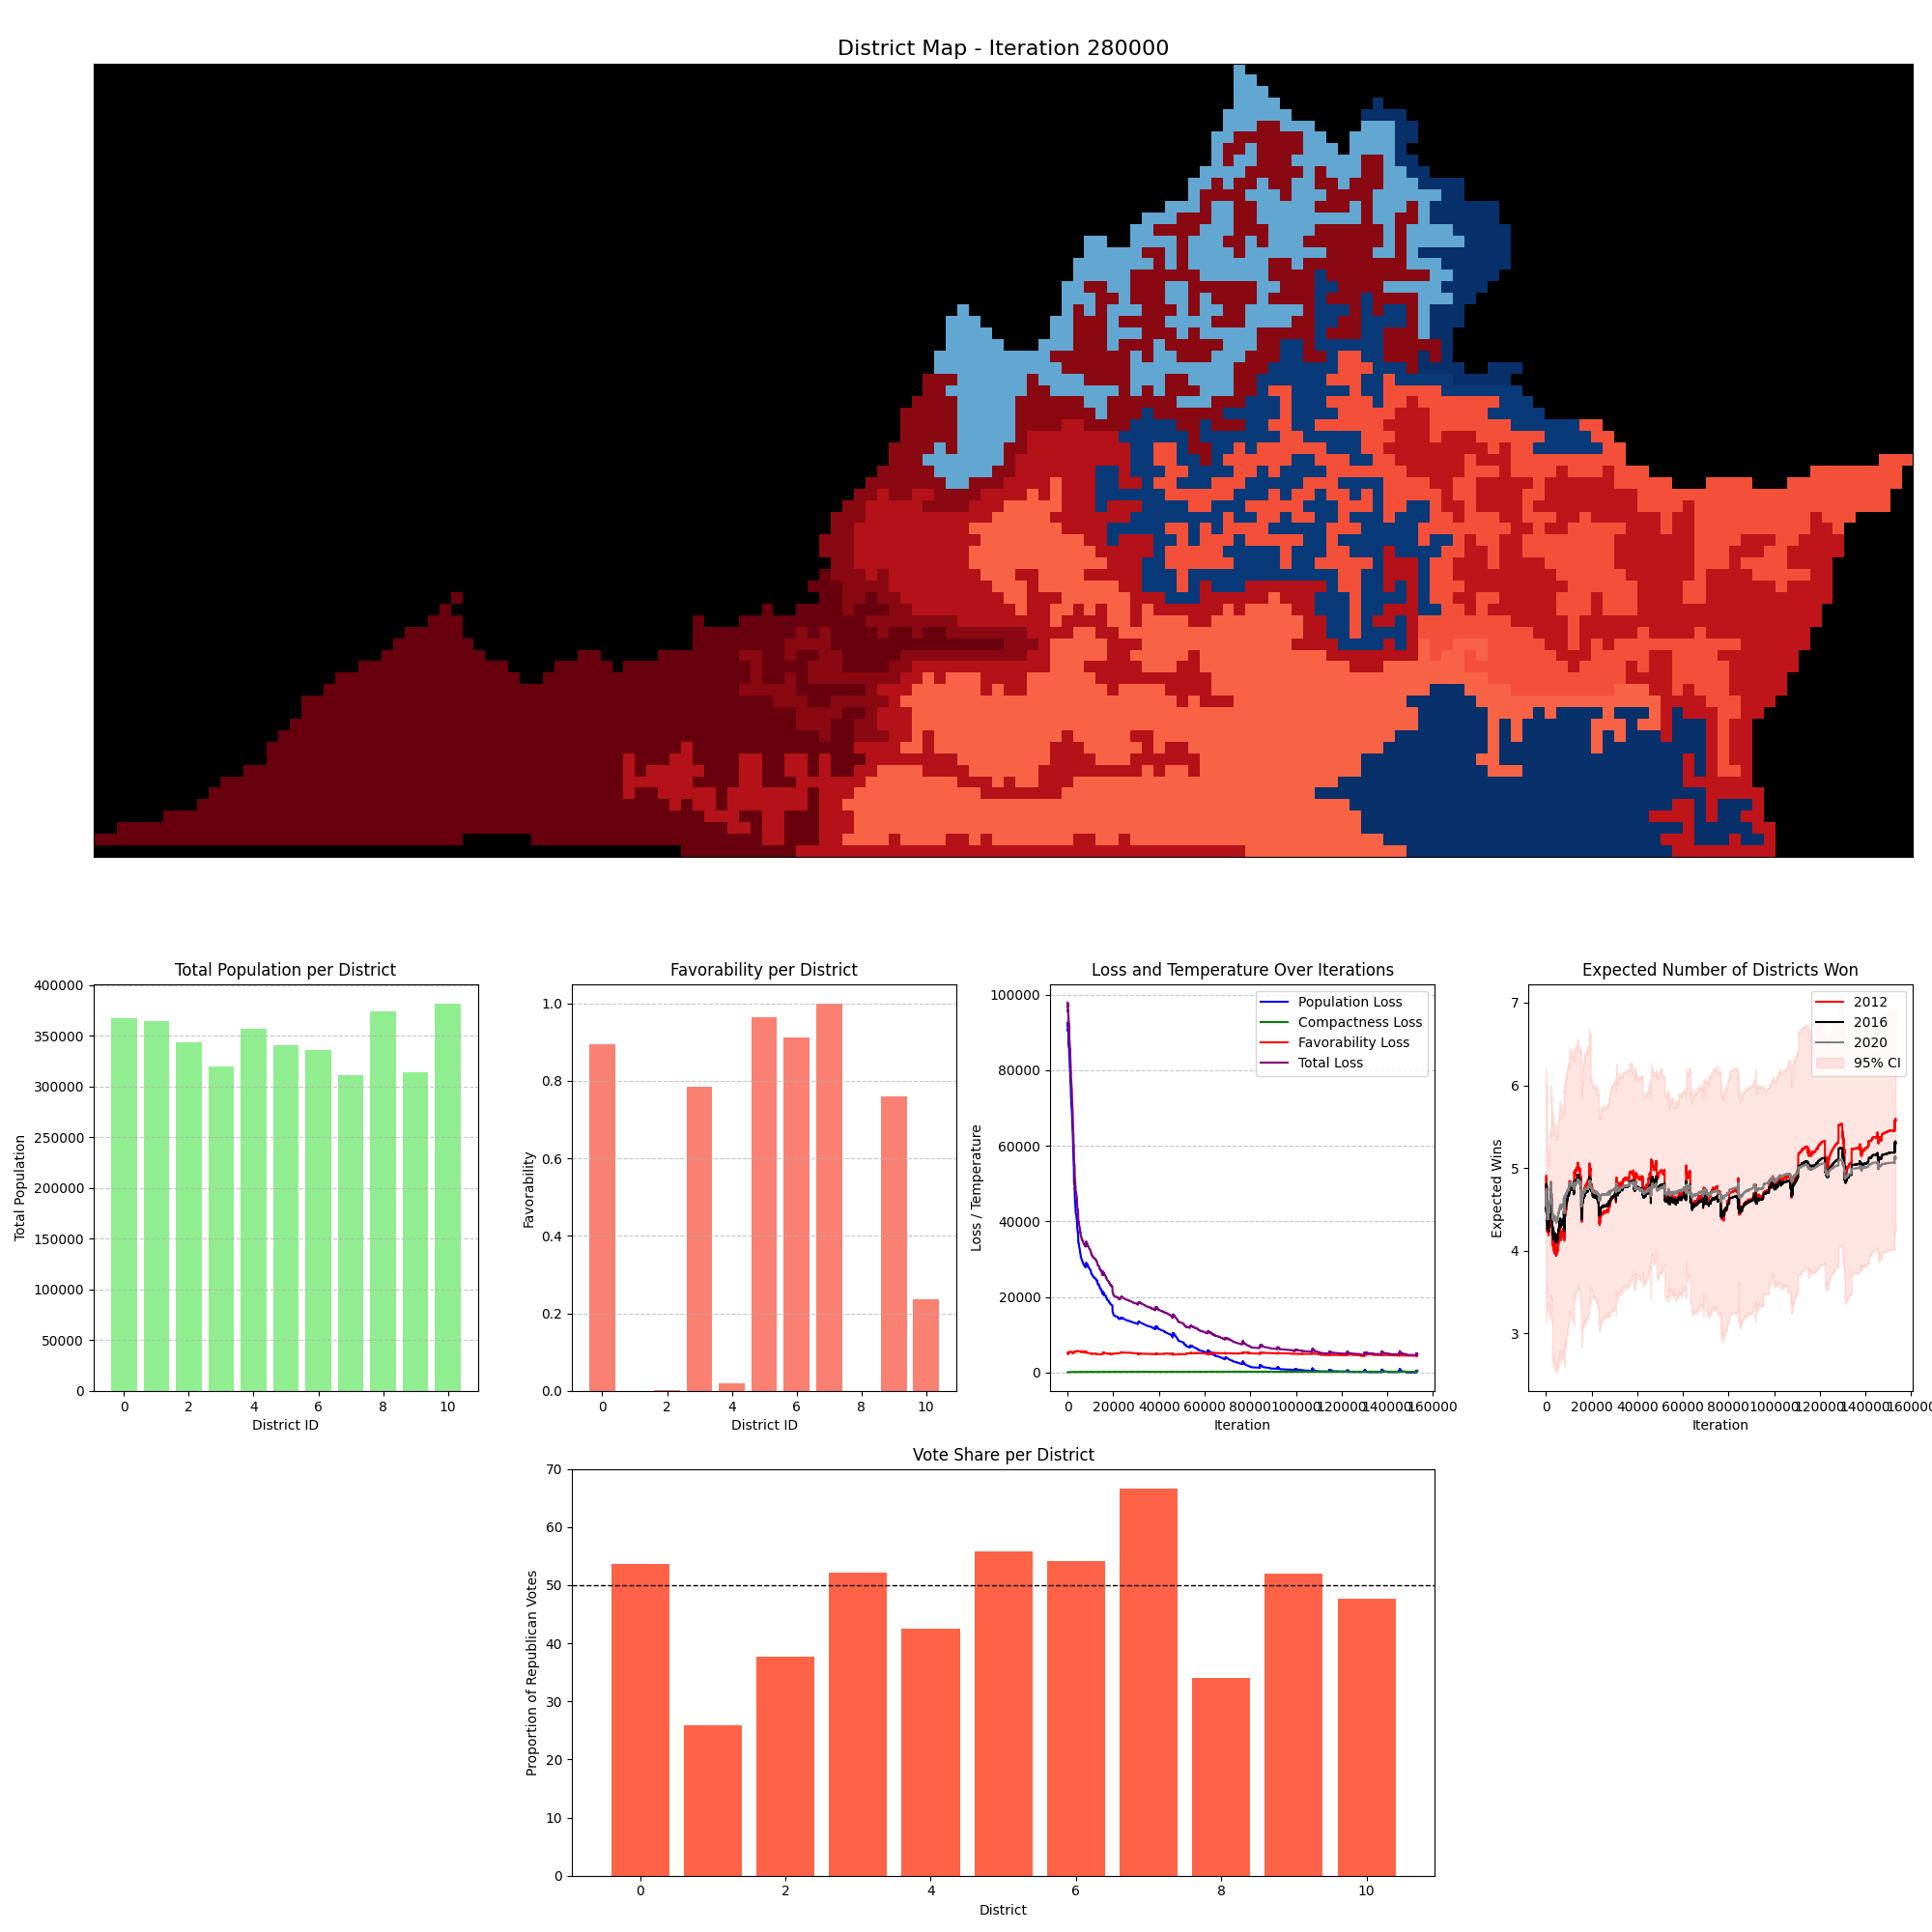 District Map - Iteration 280000
Total Population per District
Total Population
400000
350000
300000
250000
200000
150000
100000
50000
0
0 2 4 6 8 10
District ID
Favorability per District
Favorability
1.0
0.8
0.6
0.4
0.2
0.0
0 2 4 6 8 10
District ID
Loss and Temperature Over Iterations
Loss / Temperature
100000
80000
60000
40000
20000
0
Population Loss
Compactness Loss
Favorability Loss
Total Loss
0 20000 40000 60000 80000 100000 120000 140000 160000
Iteration
Expected Number of Districts Won
Expected Wins
7
6
5
4
3
2012
2016
2020
95% CI
0 20000 40000 60000 80000 100000 120000 140000 160000
Iteration
Vote Share per District
Proportion of Republican Votes
70
60
50
40
30
20
10
0
0 2 4 6 8 10
District